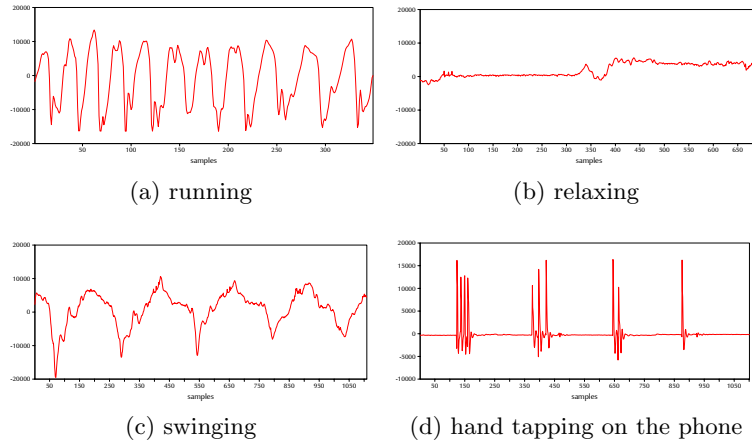 20000
10000
0
-10000
-20000
50 100 150 200 250 300
samples
(a) running
20000
10000
0
-10000
-20000
50 100 150 200 250 300 350 400 450 500 550 600 650
samples
(b) relaxing
20000
10000
0
-10000
-20000
50 150 250 350 450 550 650 750 850 950 1050
samples
(c) swinging
20000
15000
10000
5000
0
-5000
-10000
50 150 250 350 450 550 650 750 850 950 1050
samples
(d) hand tapping on the phone